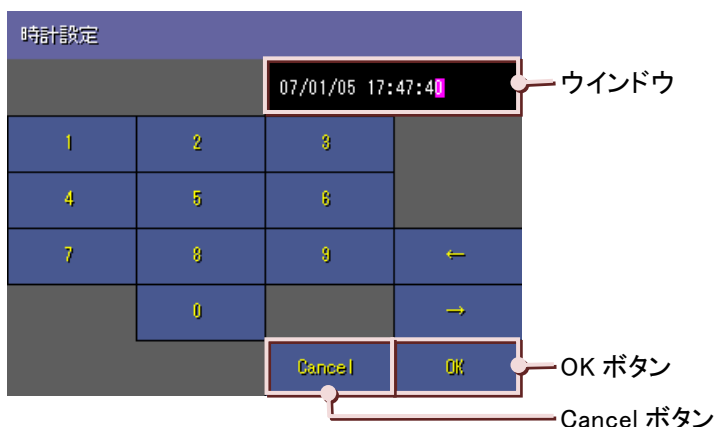 時計設定
07/01/05 17:47:40
ウインドウ
1 2 3
4 5 6
7 8 9 ←
0 →
Cancel OK
OK ボタン
Cancel ボタン